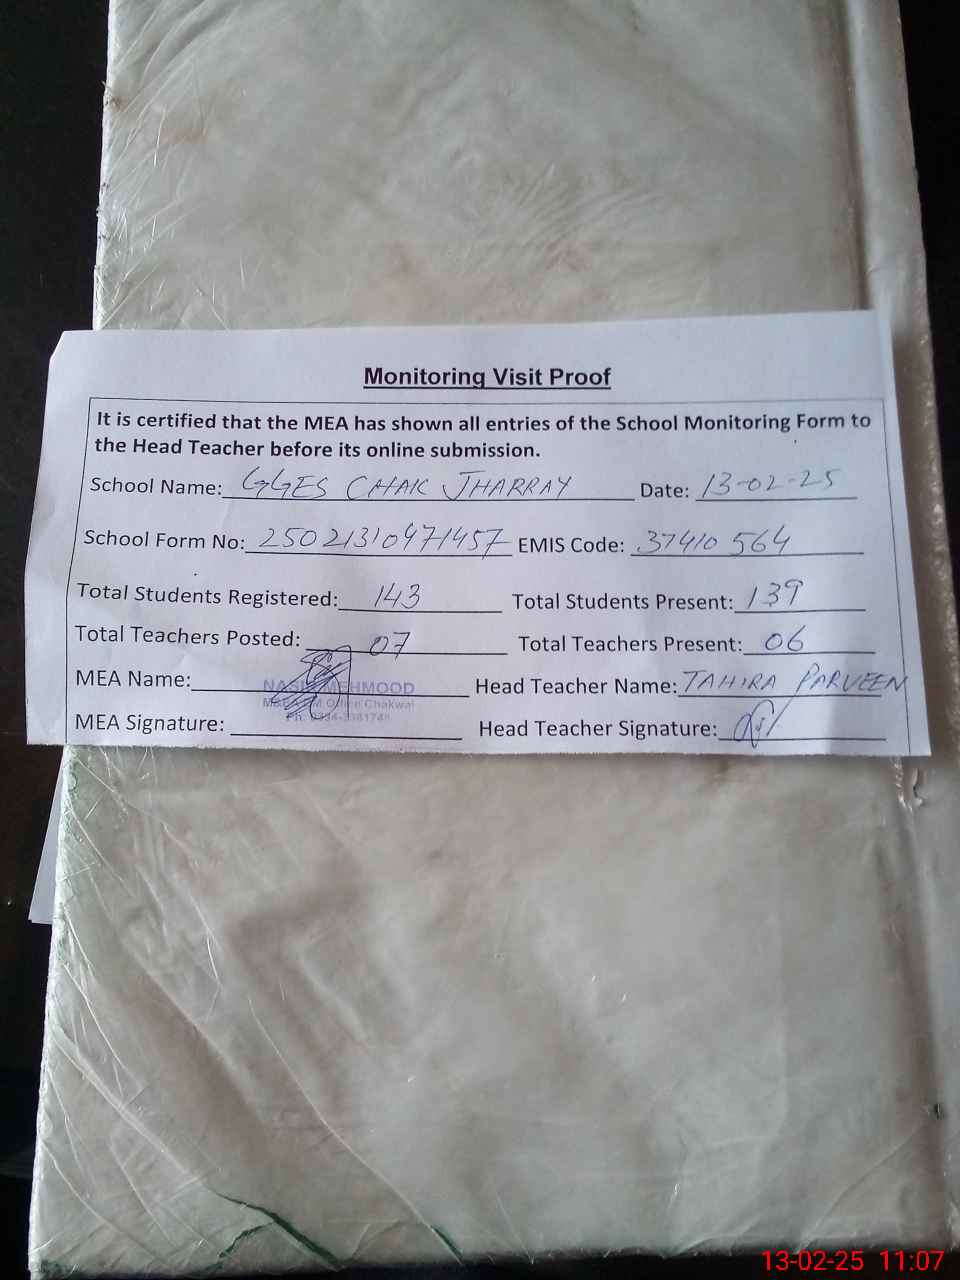 Monitoring Visit Proof
It is certified that the MEA has shown all entries of the School Monitoring Form to
the Head Teacher before its online submission.
School Name: GGES CHAK JHARRAY Date: 13-02-25
School Form No: 25021310471457 EMIS Code: 37410564
Total Students Registered: 143 Total Students Present: 139
Total Teachers Posted: 07 Total Teachers Present: 06
MEA Name: MEHMOOD Head Teacher Name: TAHIRA PARVEEN
Office Chakwal
Ph:
MEA Signature: Head Teacher Signature:
13-02-25 11:07